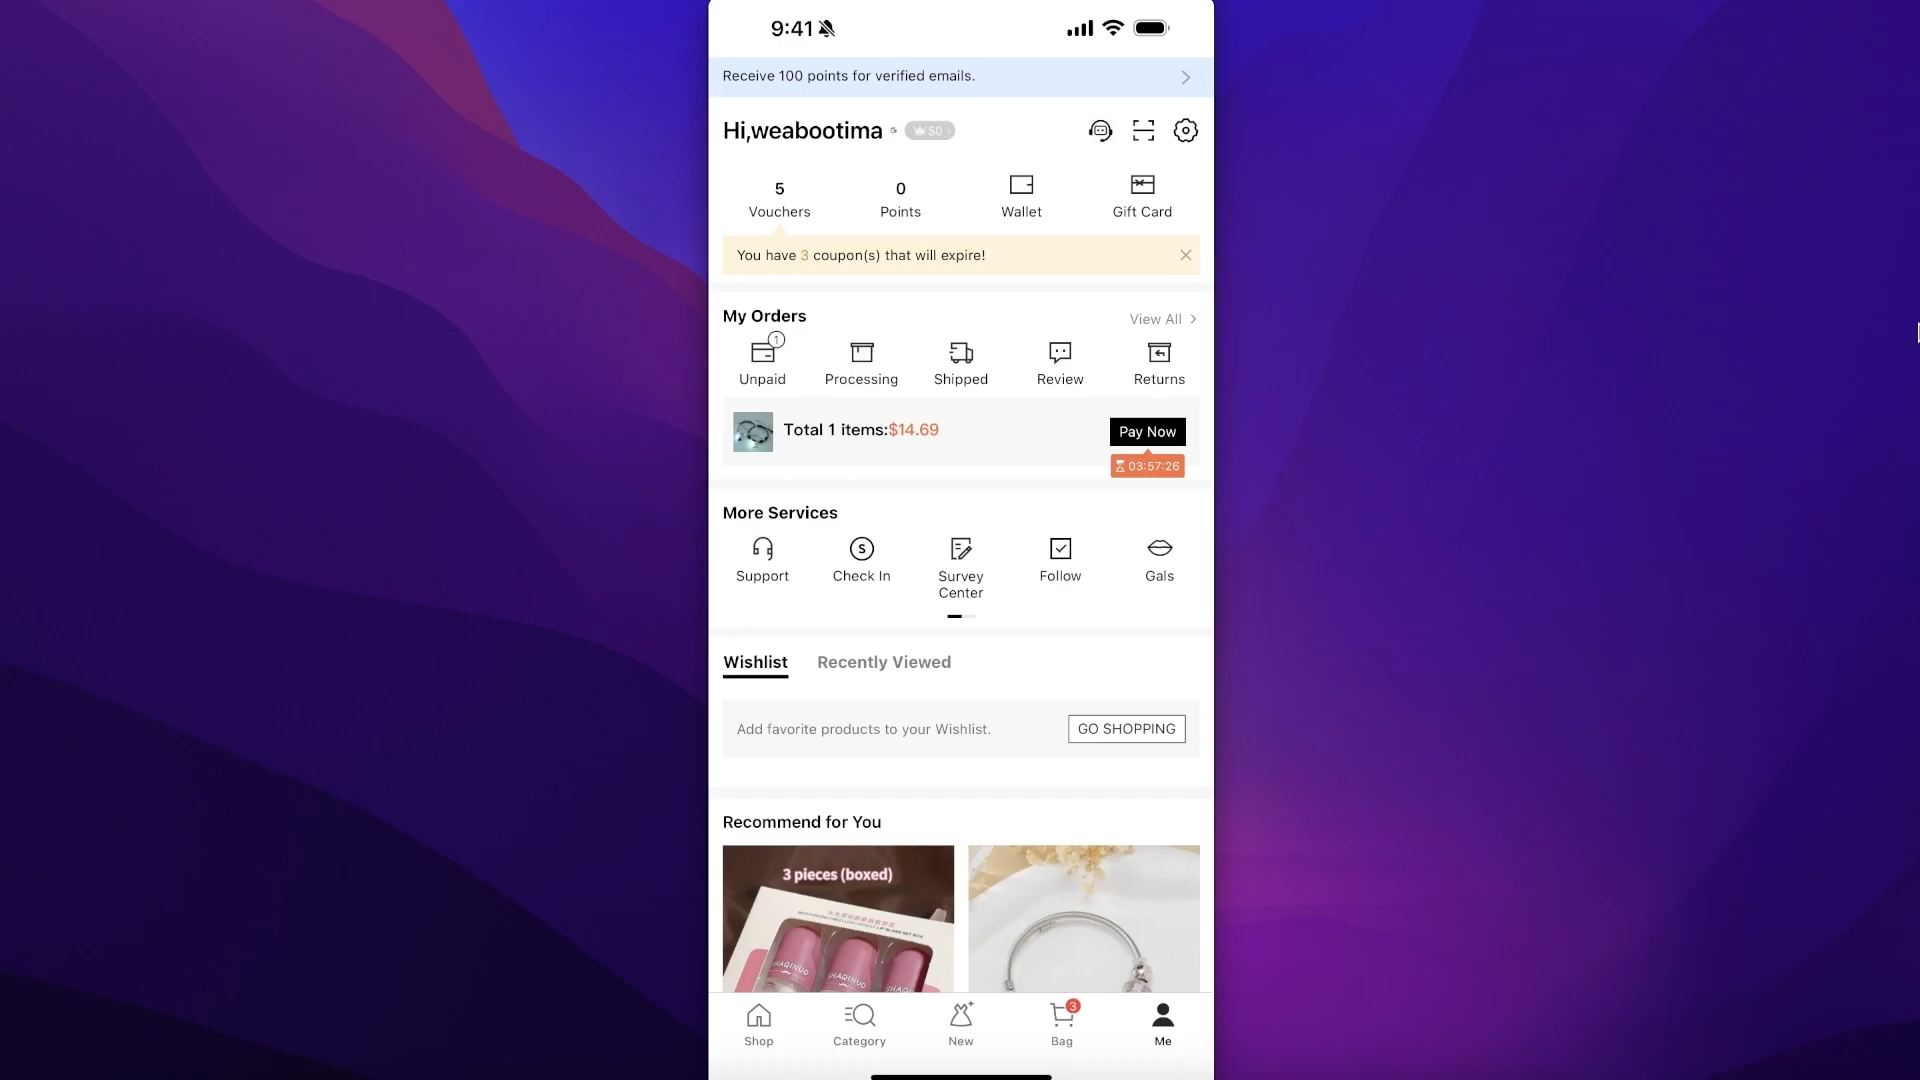 9:41
Receive 100 points for verified emails.
Hi,weabootima S0
5 0
Vouchers Points Wallet Gift Card
You have 3 coupon(s) that will expire!
My Orders View All
1
Unpaid Processing Shipped Review Returns
Total 1 items:$14.69 Pay Now
03:57:26
More Services
Support Check In Survey Center Follow Gals
Wishlist Recently Viewed
Add favorite products to your Wishlist. GO SHOPPING
Recommend for You
3 pieces (boxed)
SHAQINUO SHAQINUO SHAQINUO
3
Shop Category New Bag Me